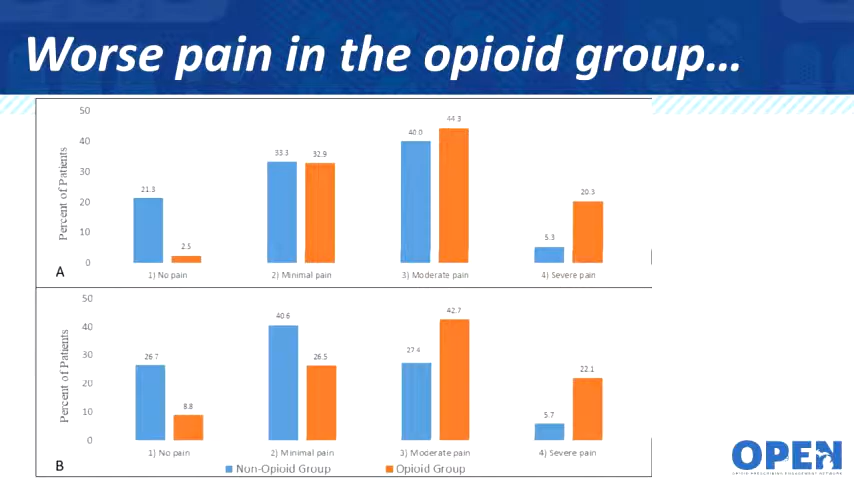 Worse pain in the opioid group...
50
40
30
20
10
0
Percent of Patients
21.3
2.5
33.3
32.9
40.0
44.3
5.3
20.3
1) No pain
2) Minimal pain
3) Moderate pain
4) Severe pain
A
50
40
30
20
10
0
Percent of Patients
26.7
8.8
40.6
26.5
27.4
42.7
5.7
22.1
1) No pain
2) Minimal pain
3) Moderate pain
4) Severe pain
B
Non-Opioid Group
Opioid Group
OPEN
OPIOID PRESCRIBING ENGAGEMENT NETWORK